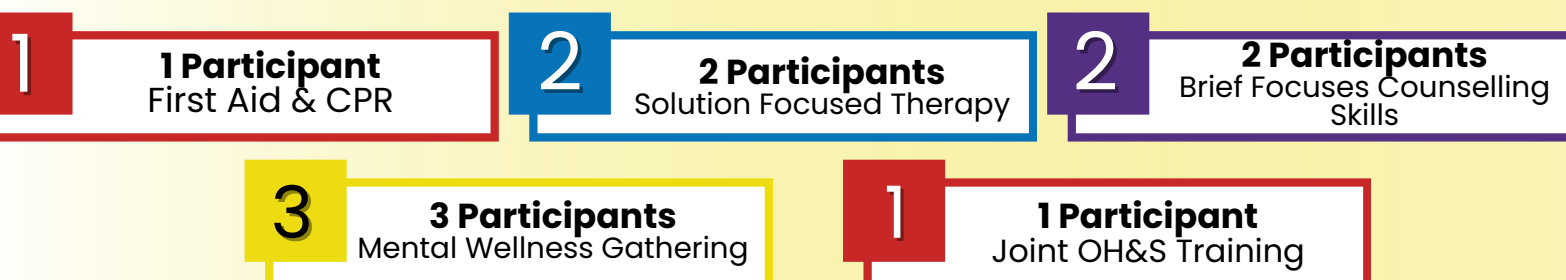 1
1 Participant
First Aid & CPR
2
2 Participants
Solution Focused Therapy
2
2 Participants
Brief Focuses Counselling
Skills
3
3 Participants
Mental Wellness Gathering
1
1 Participant
Joint OH&S Training